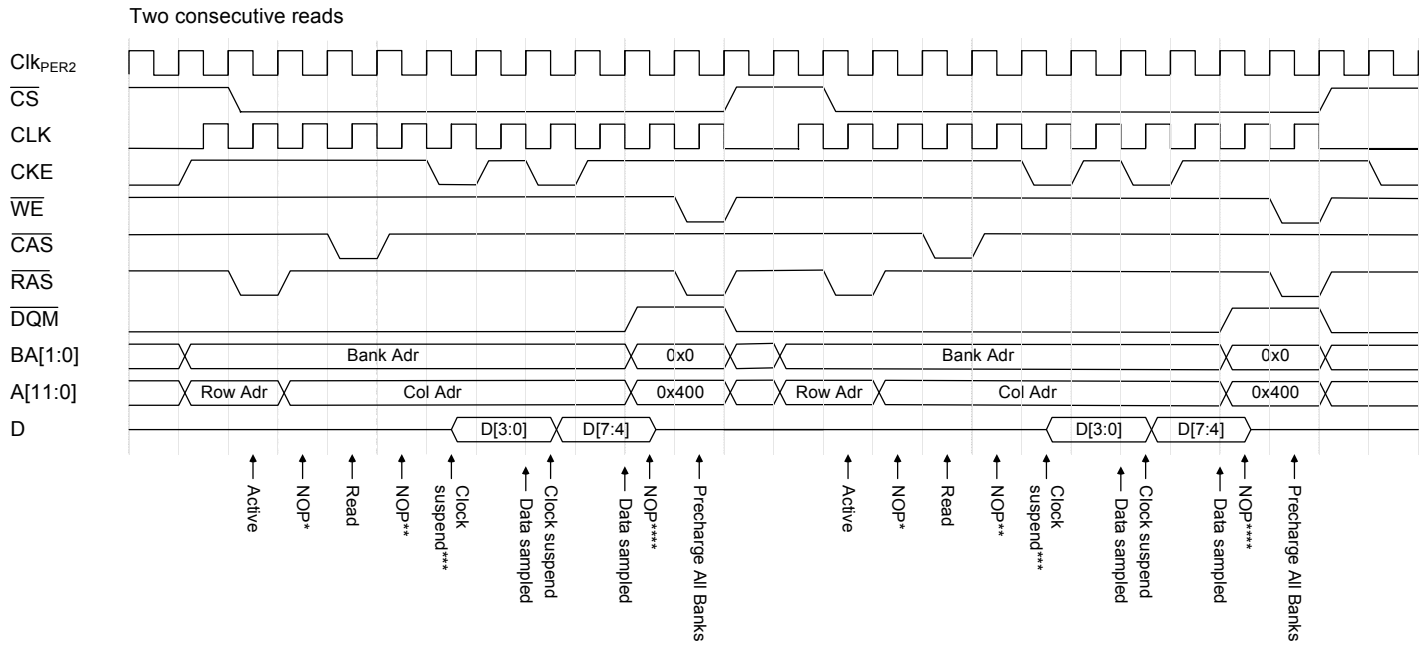 Two consecutive reads
ClkPER2
CS
CLK
CKE
WE
CAS
RAS
DQM
BA[1:0] Bank Adr 0x0 Bank Adr 0x0
A[11:0] Row Adr Col Adr 0x400 Row Adr Col Adr 0x400
D D[3:0] D[7:4] D[3:0] D[7:4]
Active
NOP*
Read
NOP**
Clock
suspend***
Data sampled
Clock suspend
Data sampled
NOP****
Precharge All Banks
Active
NOP*
Read
NOP**
Clock
suspend***
Data sampled
Clock suspend
Data sampled
NOP****
Precharge All Banks